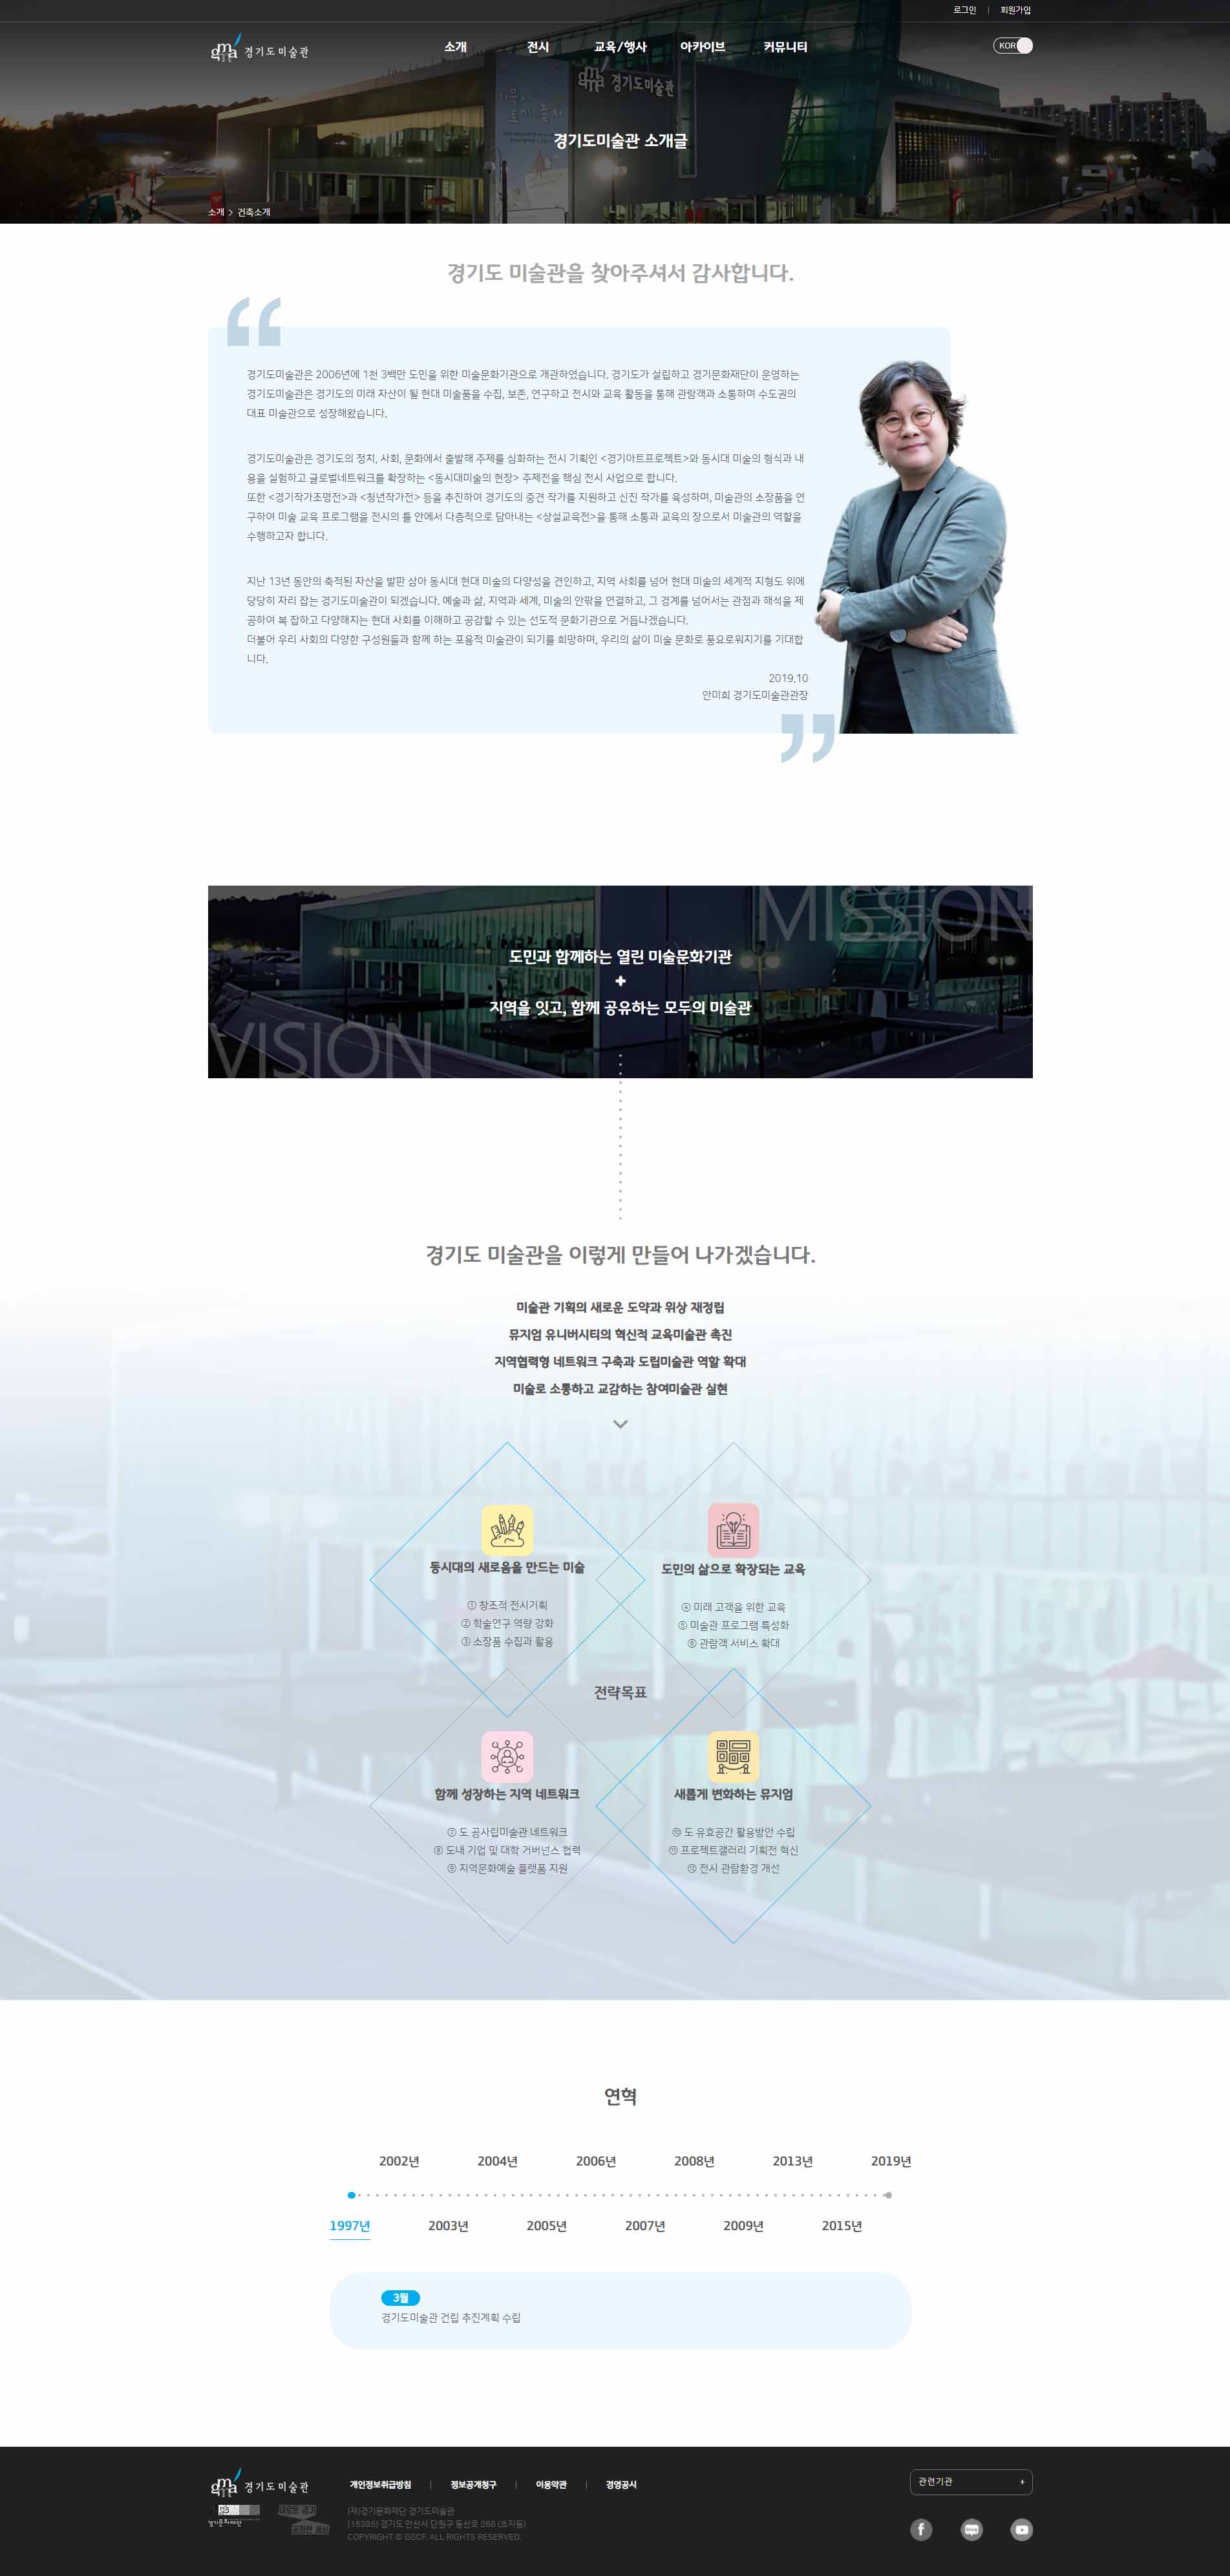 로그인 | 회원가입
gma 경기도미술관
소개 전시 교육/행사 아카이브 커뮤니티
KOR
gma 경기도미술관
경기도미술관 소개글
소개 > 건축소개
경기도 미술관을 찾아주셔서 감사합니다.
경기도미술관은 2006년에 1천 3백만 도민을 위한 미술문화기관으로 개관하였습니다. 경기도가 설립하고 경기문화재단이 운영하는
경기도미술관은 경기도의 미래 자산이 될 현대 미술품을 수집, 보존, 연구하고 전시와 교육 활동을 통해 관람객과 소통하며 수도권의
대표 미술관으로 성장해왔습니다.
경기도미술관은 경기도의 정치, 사회, 문화에서 출발해 주제를 심화하는 전시 기획인 <경기아트프로젝트>와 동시대 미술의 형식과 내
용을 실험하고 글로벌네트워크를 확장하는 <동시대미술의 현장> 주제전을 핵심 전시 사업으로 합니다.
또한 <경기작가조명전>과 <청년작가전> 등을 추진하여 경기도의 중견 작가를 지원하고 신진 작가를 육성하며, 미술관의 소장품을 연
구하여 미술 교육 프로그램을 전시의 틀 안에서 다층적으로 담아내는 <상설교육전>을 통해 소통과 교육의 장으로서 미술관의 역할을
수행하고자 합니다.
지난 13년 동안의 축적된 자산을 발판 삼아 동시대 현대 미술의 다양성을 견인하고, 지역 사회를 넘어 현대 미술의 세계적 지형도 위에
당당히 자리 잡는 경기도미술관이 되겠습니다. 예술과 삶, 지역과 세계, 미술의 안팎을 연결하고, 그 경계를 넘어서는 관점과 해석을 제
공하여 복 잡하고 다양해지는 현대 사회를 이해하고 공감할 수 있는 선도적 문화기관으로 거듭나겠습니다.
더불어 우리 사회의 다양한 구성원들과 함께 하는 포용적 미술관이 되기를 희망하며, 우리의 삶이 미술 문화로 풍요로워지기를 기대합
니다.
2019.10
안미희 경기도미술관관장
MISSION
도민과 함께하는 열린 미술문화기관
+
지역을 잇고, 함께 공유하는 모두의 미술관
VISION
경기도 미술관을 이렇게 만들어 나가겠습니다.
미술관 기획의 새로운 도약과 위상 재정립
뮤지엄 유니버시티의 혁신적 교육미술관 촉진
지역협력형 네트워크 구축과 도립미술관 역할 확대
미술로 소통하고 교감하는 참여미술관 실현
동시대의 새로움을 만드는 미술
① 창조적 전시기획
② 학술연구 역량 강화
③ 소장품 수집과 활용
도민의 삶으로 확장되는 교육
④ 미래 고객을 위한 교육
⑤ 미술관 프로그램 특성화
⑥ 관람객 서비스 확대
전략목표
함께 성장하는 지역 네트워크
⑦ 도 공사립미술관 네트워크
⑧ 도내 기업 및 대학 거버넌스 협력
⑨ 지역문화예술 플랫폼 지원
새롭게 변화하는 뮤지엄
⑩ 도 유효공간 활용방안 수립
⑪ 프로젝트갤러리 기획전 혁신
⑫ 전시 관람환경 개선
연혁
2002년 2004년 2006년 2008년 2013년 2019년
1997년 2003년 2005년 2007년 2009년 2015년
3월
경기도미술관 건립 추진계획 수립
gma 경기도미술관
경기문화재단
개인정보취급방침 | 정보공개청구 | 이용약관 | 경영공시
(재)경기문화재단 경기도미술관
(15385) 경기도 안산시 단원구 동산로 268 (초지동)
COPYRIGHT © GGCF. ALL RIGHTS RESERVED.
관련기관 +